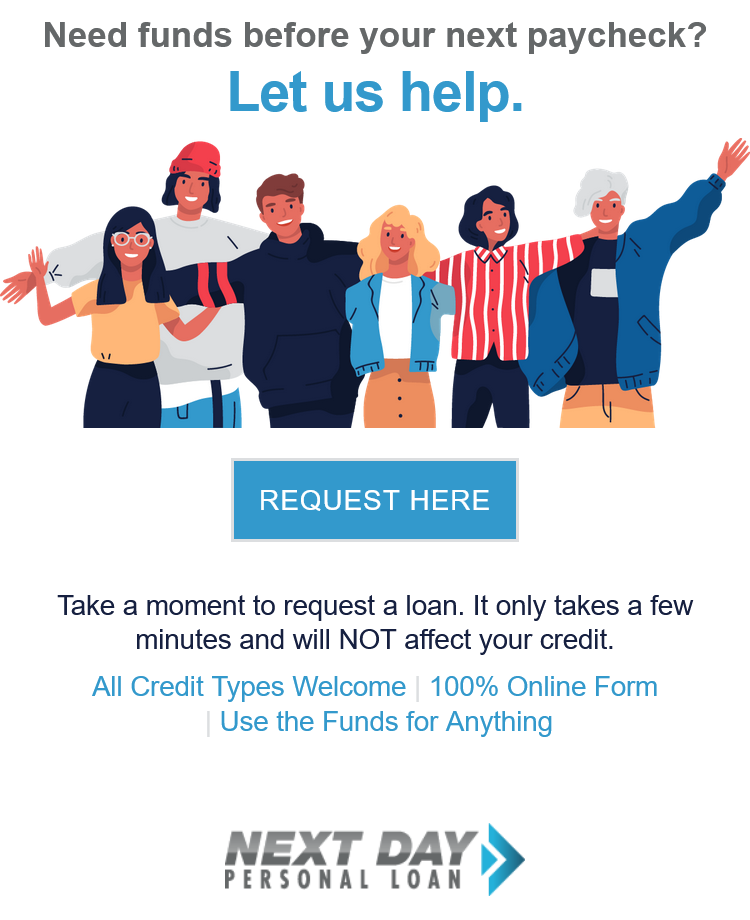 Need funds before your next paycheck?
Let us help.
REQUEST HERE
Take a moment to request a loan. It only takes a few
minutes and will NOT affect your credit.
All Credit Types Welcome | 100% Online Form
| Use the Funds for Anything
NEXT DAY
PERSONAL LOAN